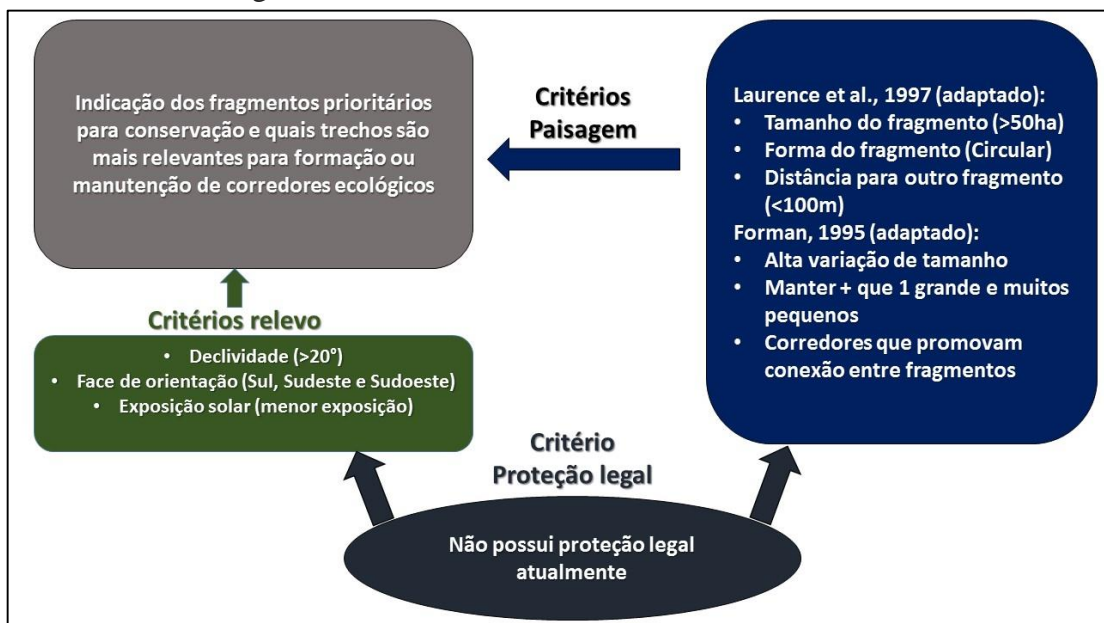 Indicação dos fragmentos prioritários
para conservação e quais trechos são
mais relevantes para formação ou
manutenção de corredores ecológicos
Critérios
Paisagem
Laurence et al., 1997 (adaptado):
• Tamanho do fragmento (>50ha)
• Forma do fragmento (Circular)
• Distância para outro fragmento
(<100m)
Forman, 1995 (adaptado):
• Alta variação de tamanho
• Manter + que 1 grande e muitos
pequenos
• Corredores que promovam
conexão entre fragmentos
Critérios relevo
• Declividade (>20°)
• Face de orientação (Sul, Sudeste e Sudoeste)
• Exposição solar (menor exposição)
Critério
Proteção legal
Não possui proteção legal
atualmente